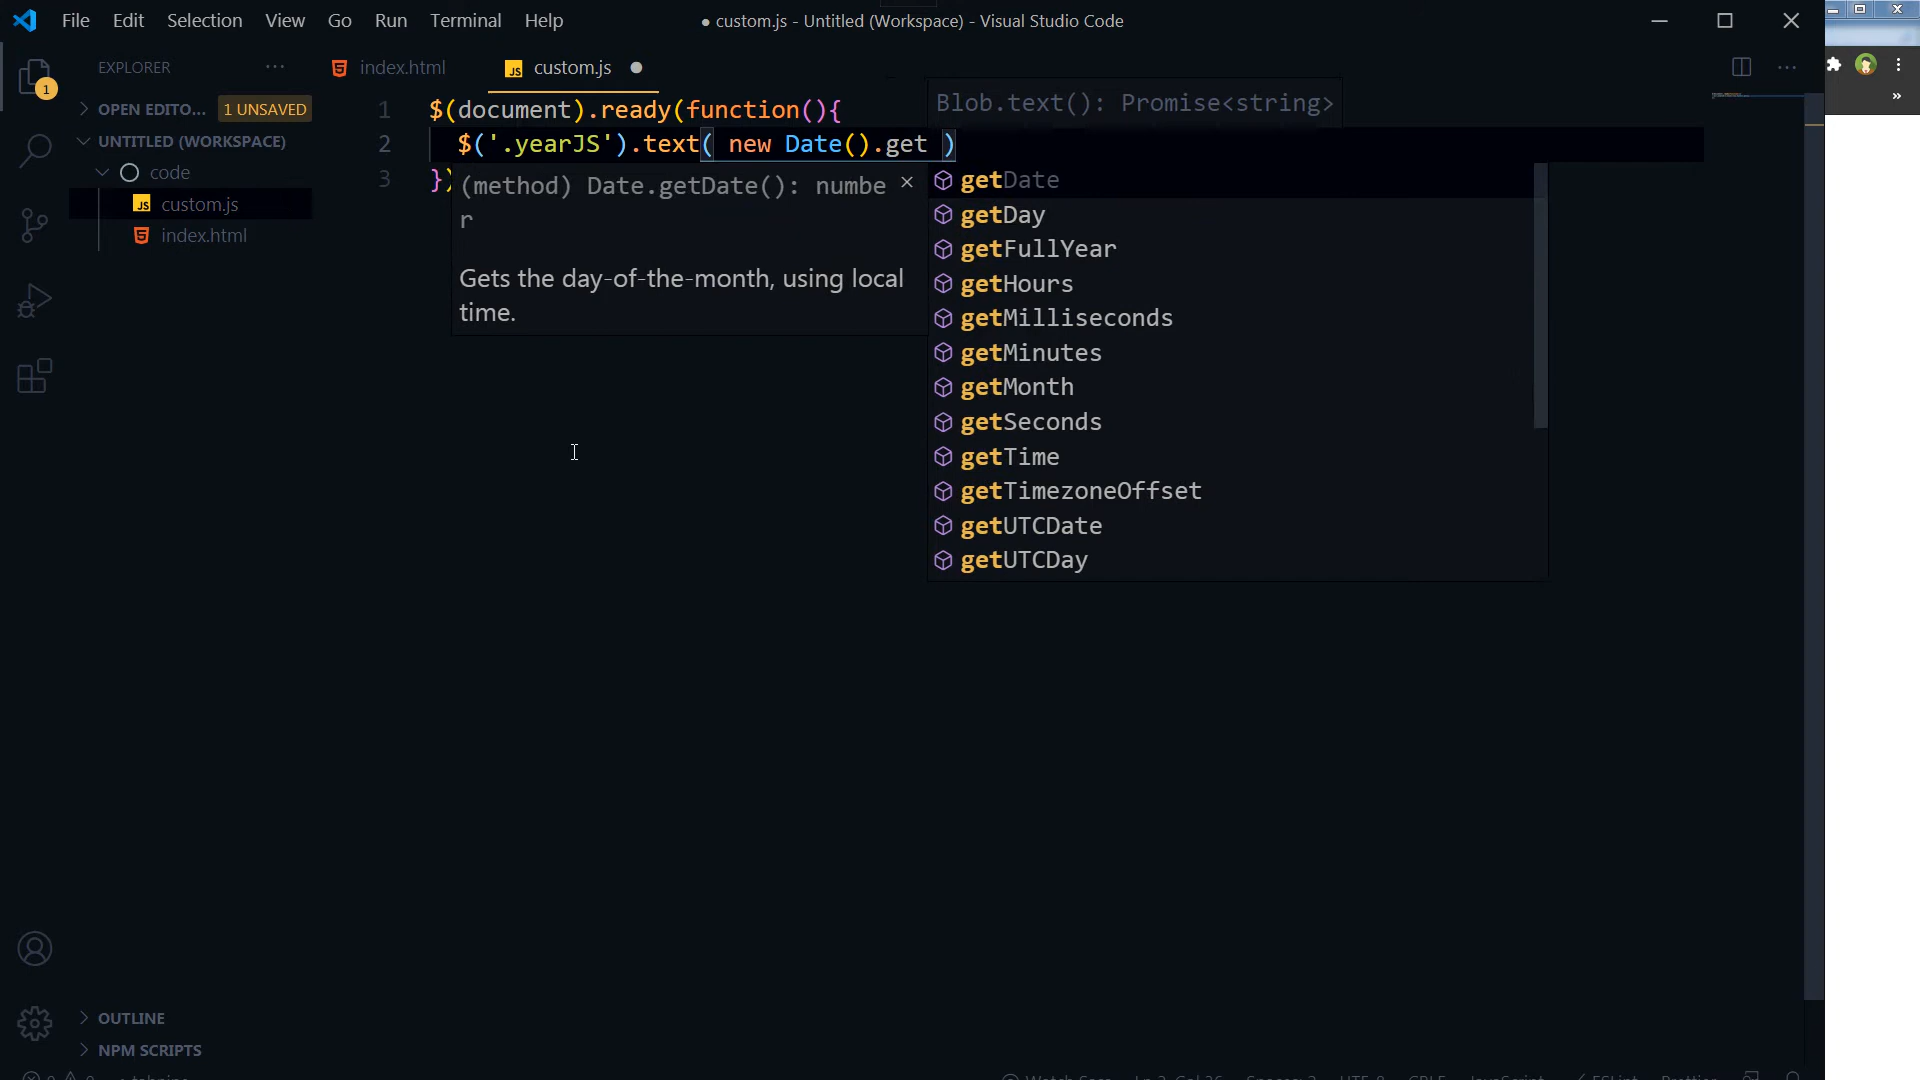 File Edit Selection View Go Run Terminal Help
● custom.js - Untitled (Workspace) - Visual Studio Code
EXPLORER ···
index.html
JS custom.js ●
1
OPEN EDITO... 1 UNSAVED
UNTITLED (WORKSPACE)
code
JS custom.js
index.html
1 $(document).ready(function(){
2 $('.yearJS').text( new Date().get )
3 })
Blob.text(): Promise<string>
(method) Date.getDate(): numbe
r
Gets the day-of-the-month, using local
time.
getDate
getDay
getFullYear
getHours
getMilliseconds
getMinutes
getMonth
getSeconds
getTime
getTimezoneOffset
getUTCDate
getUTCDay
OUTLINE
NPM SCRIPTS